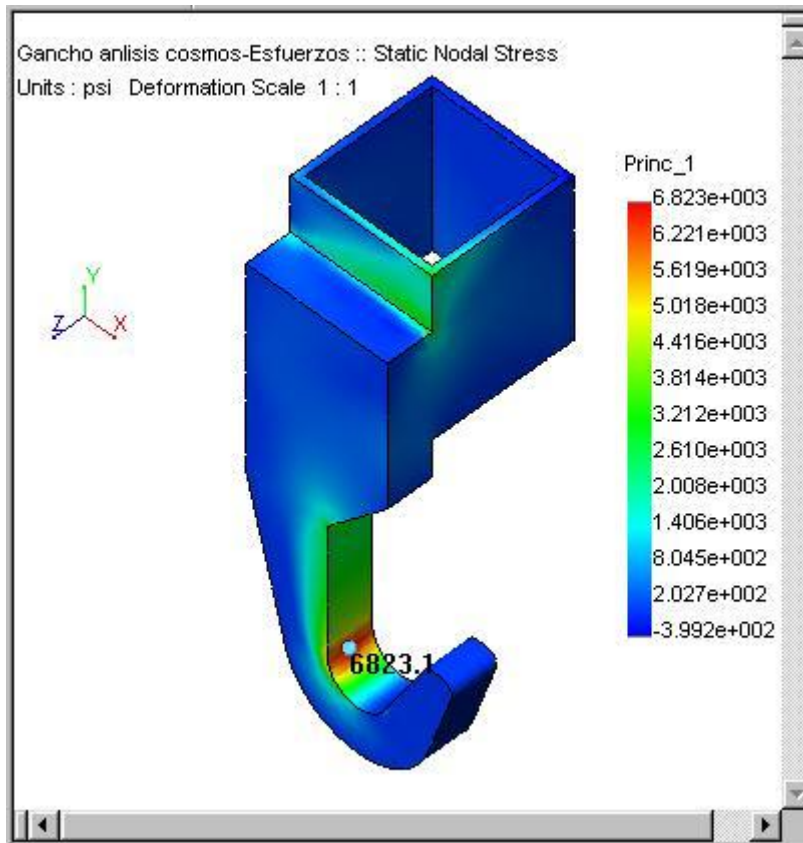 Gancho anlisis cosmos-Esfuerzos :: Static Nodal Stress
Units : psi Deformation Scale 1 : 1
Princ_1
6.823e+003
6.221e+003
5.619e+003
5.018e+003
4.416e+003
3.814e+003
3.212e+003
2.610e+003
2.008e+003
1.406e+003
8.045e+002
2.027e+002
-3.992e+002
Y
Z
X
6823.1